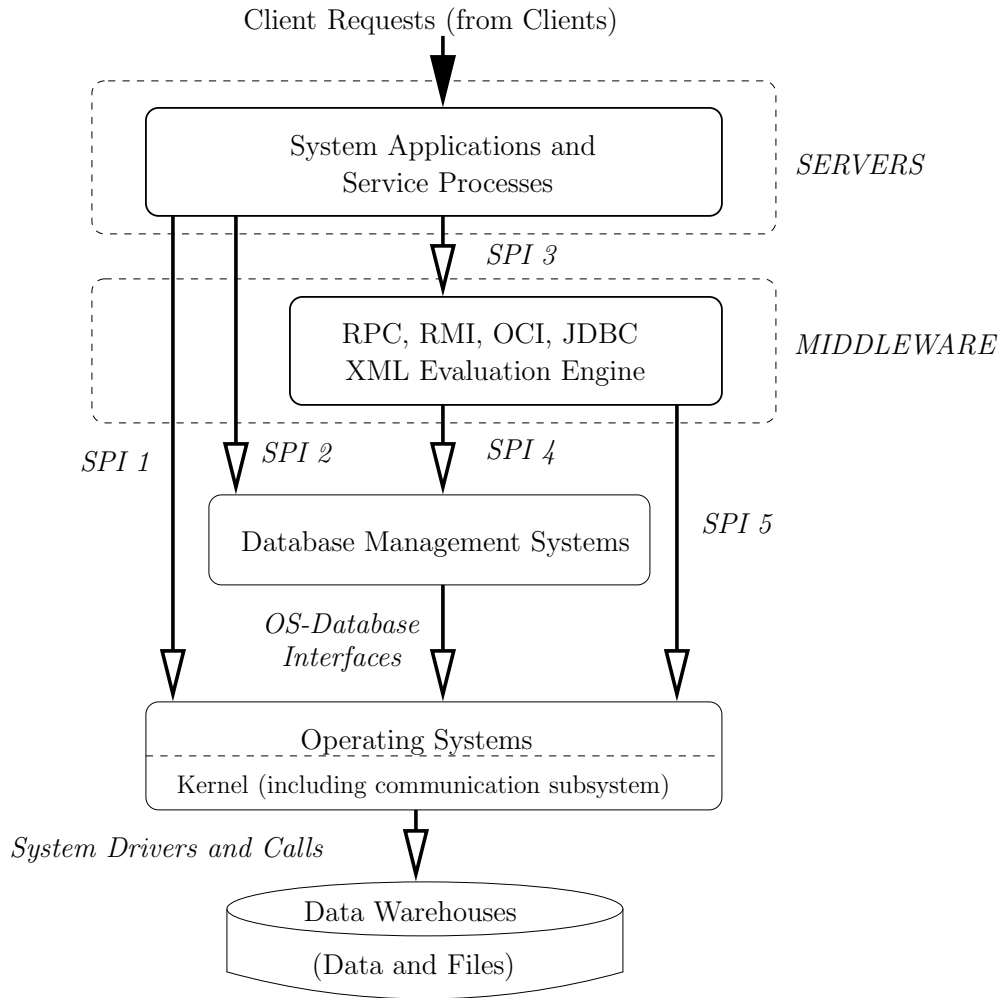 Client Requests (from Clients)
System Applications and
Service Processes
SERVERS
SPI 3
RPC, RMI, OCI, JDBC
XML Evaluation Engine
MIDDLEWARE
SPI 1
SPI 2
SPI 4
SPI 5
Database Management Systems
OS-Database
Interfaces
Operating Systems
Kernel (including communication subsystem)
System Drivers and Calls
Data Warehouses
(Data and Files)